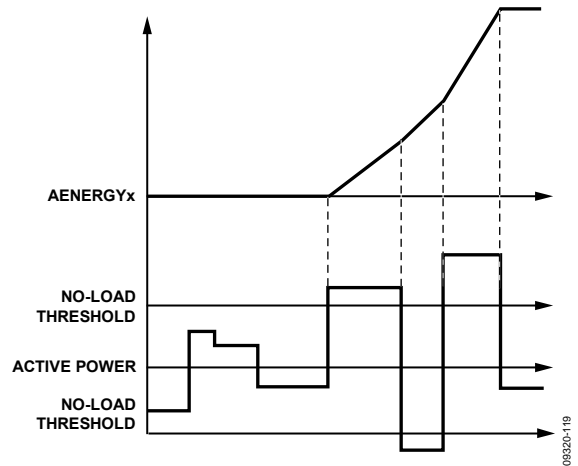 AENERGYx
NO-LOAD
THRESHOLD
ACTIVE POWER
NO-LOAD
THRESHOLD
09320-119